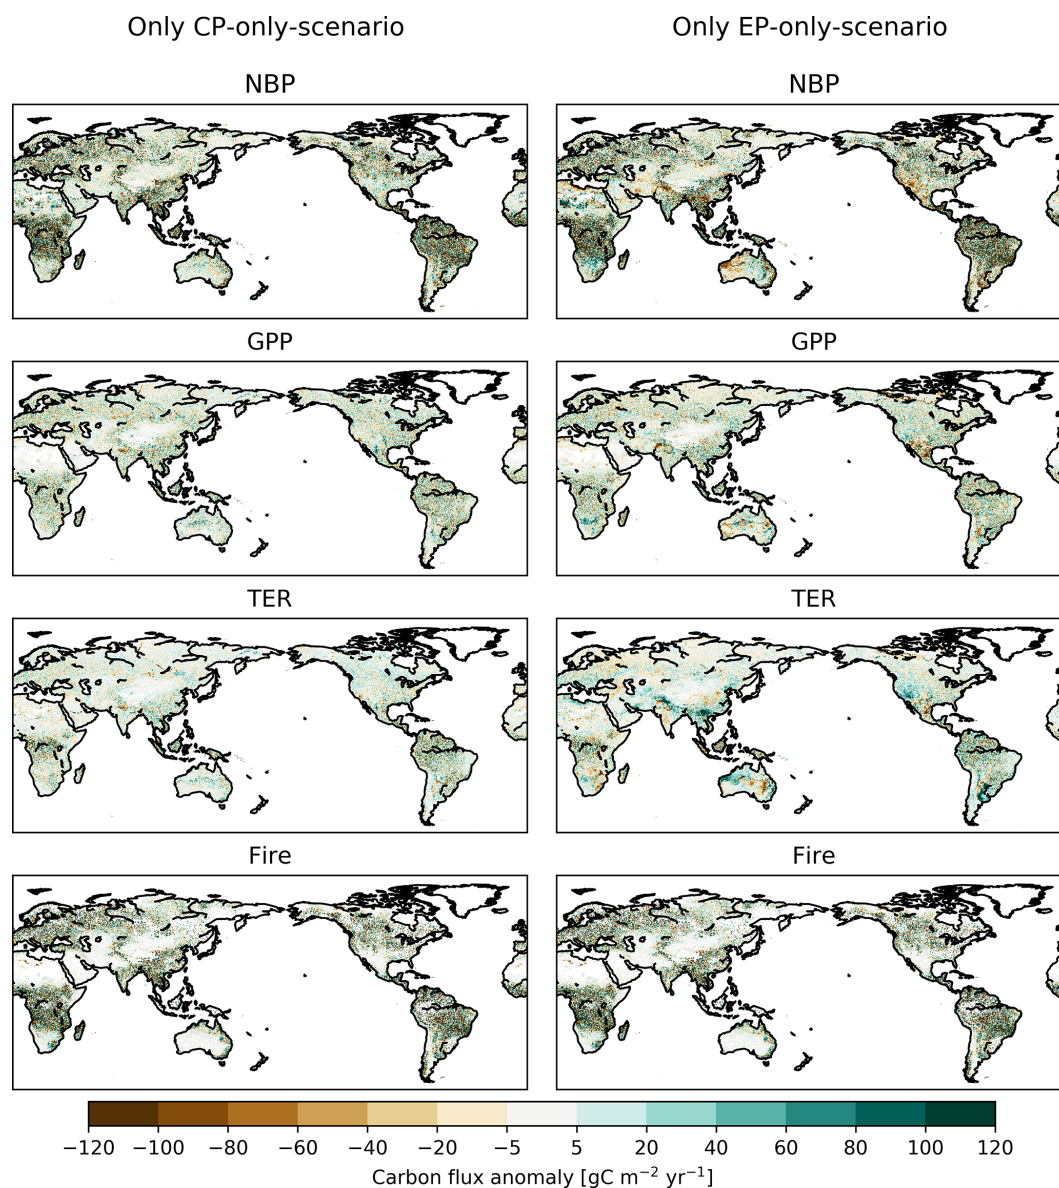 Only CP-only-scenario Only EP-only-scenario
NBP NBP
GPP GPP
TER TER
Fire Fire
−120 −100 −80 −60 −40 −20 −5 5 20 40 60 80 100 120
Carbon flux anomaly [gC m⁻² yr⁻¹]